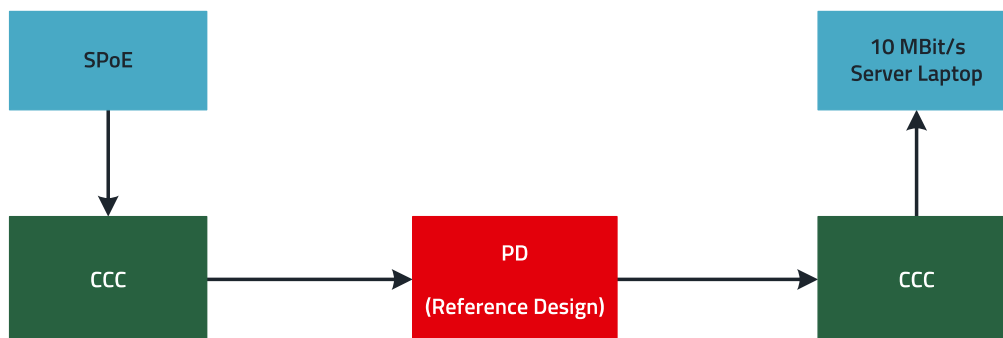 SPoE
10 MBit/s
Server Laptop
CCC
PD
(Reference Design)
CCC